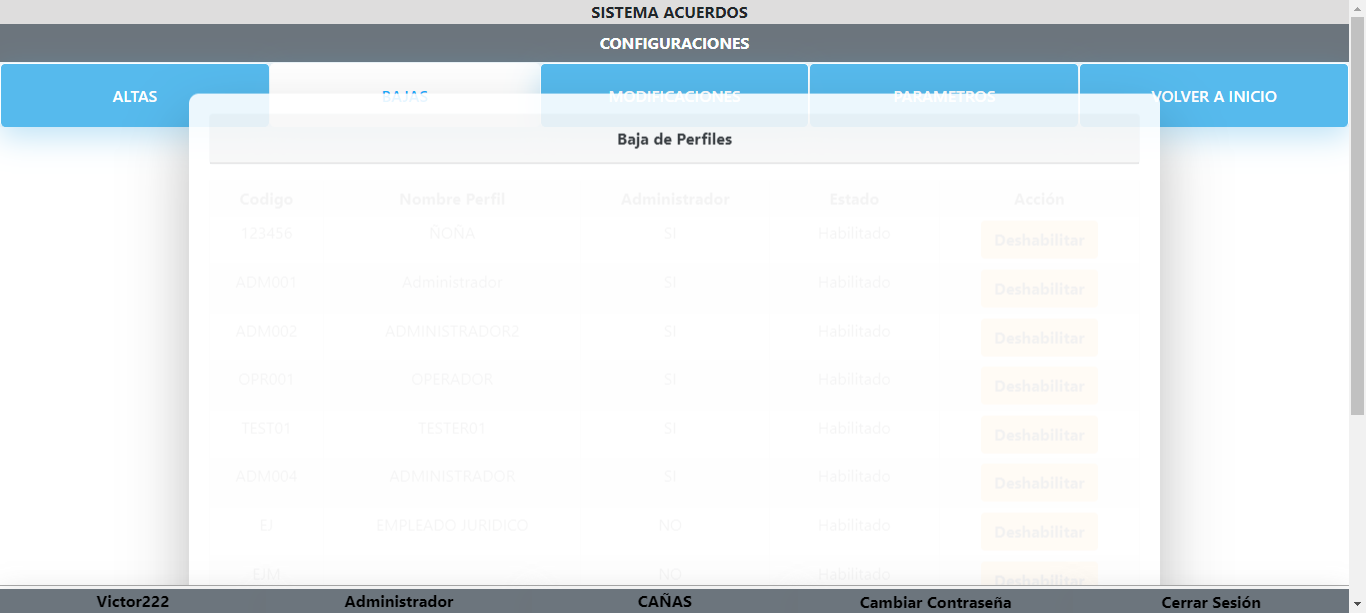 SISTEMA ACUERDOS
CONFIGURACIONES
ALTAS BAJAS MODIFICACIONES PARAMETROS VOLVER A INICIO
Baja de Perfiles
Codigo Nombre Perfil Administrador Estado Acción
123456 ÑOÑA SI Habilitado Deshabilitar
ADM001 Administrador SI Habilitado Deshabilitar
ADM002 ADMINISTRADOR2 SI Habilitado Deshabilitar
OPR001 OPERADOR SI Habilitado Deshabilitar
TEST01 TESTER01 SI Habilitado Deshabilitar
ADM004 ADMINISTRADOR SI Habilitado Deshabilitar
EJ EMPLEADO JURIDICO NO Habilitado Deshabilitar
EJM NO Habilitado Deshabilitar
Victor222 Administrador CAÑAS Cambiar Contraseña Cerrar Sesión